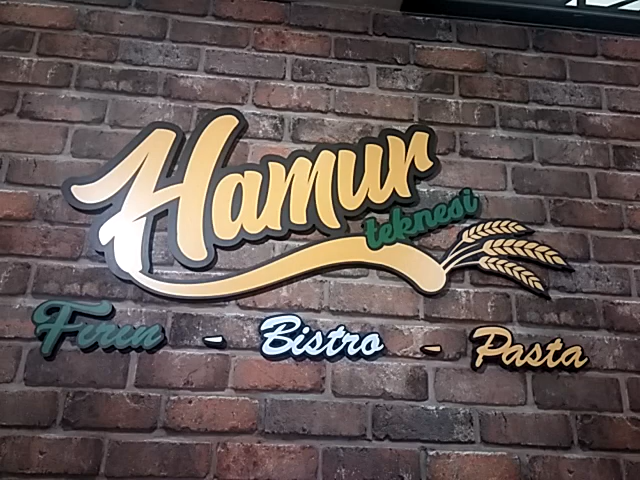 Hamur
teknesi
Fırın - Bistro - Pasta